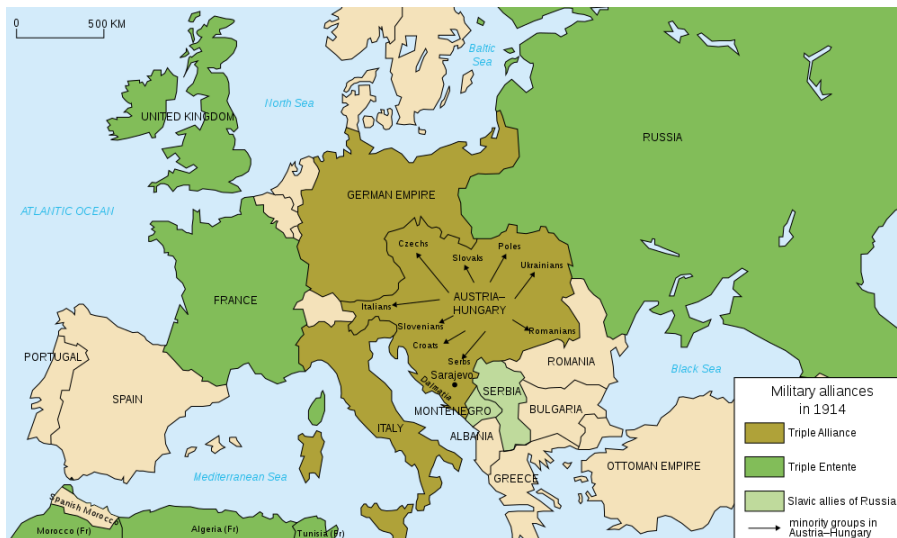 0 500 KM
Baltic
Sea
North Sea
UNITED KINGDOM
RUSSIA
ATLANTIC OCEAN
GERMAN EMPIRE
Czechs
Slovaks
Poles
Ukrainians
FRANCE
Italians
AUSTRIA–
HUNGARY
Slovenians
Croats
Romanians
Serbs
Sarajevo
Dalmatia
PORTUGAL
SPAIN
ROMANIA
Black Sea
SERBIA
MONTENEGRO
BULGARIA
ITALY
ALBANIA
GREECE
OTTOMAN EMPIRE
Mediterranean Sea
Spanish Morocco
Morocco (Fr)
Algeria (Fr)
Tunisia (Fr)
Military alliances
in 1914
Triple Alliance
Triple Entente
Slavic allies of Russia
minority groups in
Austria–Hungary